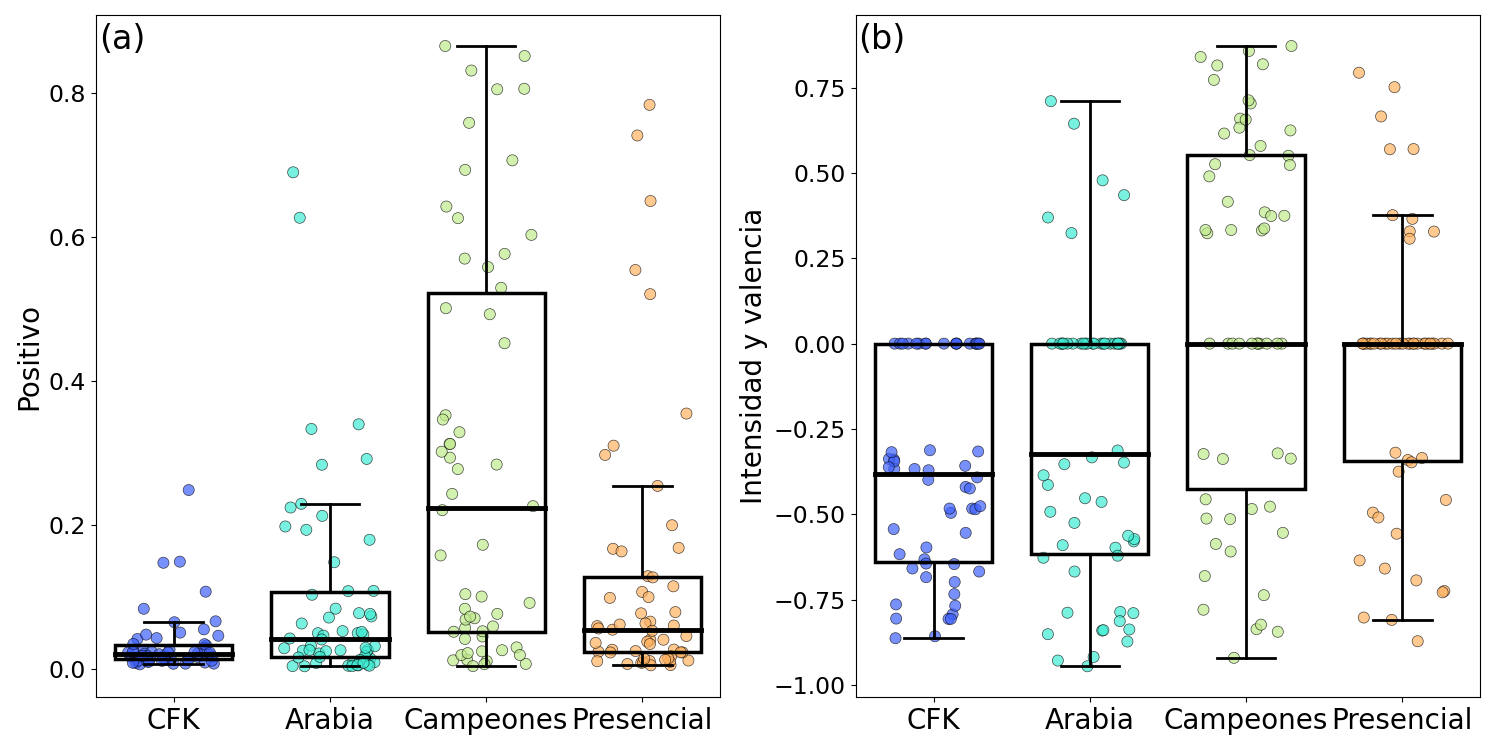 (a)
Positivo
0.8
0.6
0.4
0.2
0.0
CFK
Arabia
Campeones
Presencial
(b)
Intensidad y valencia
0.75
0.50
0.25
0.00
−0.25
−0.50
−0.75
−1.00
CFK
Arabia
Campeones
Presencial